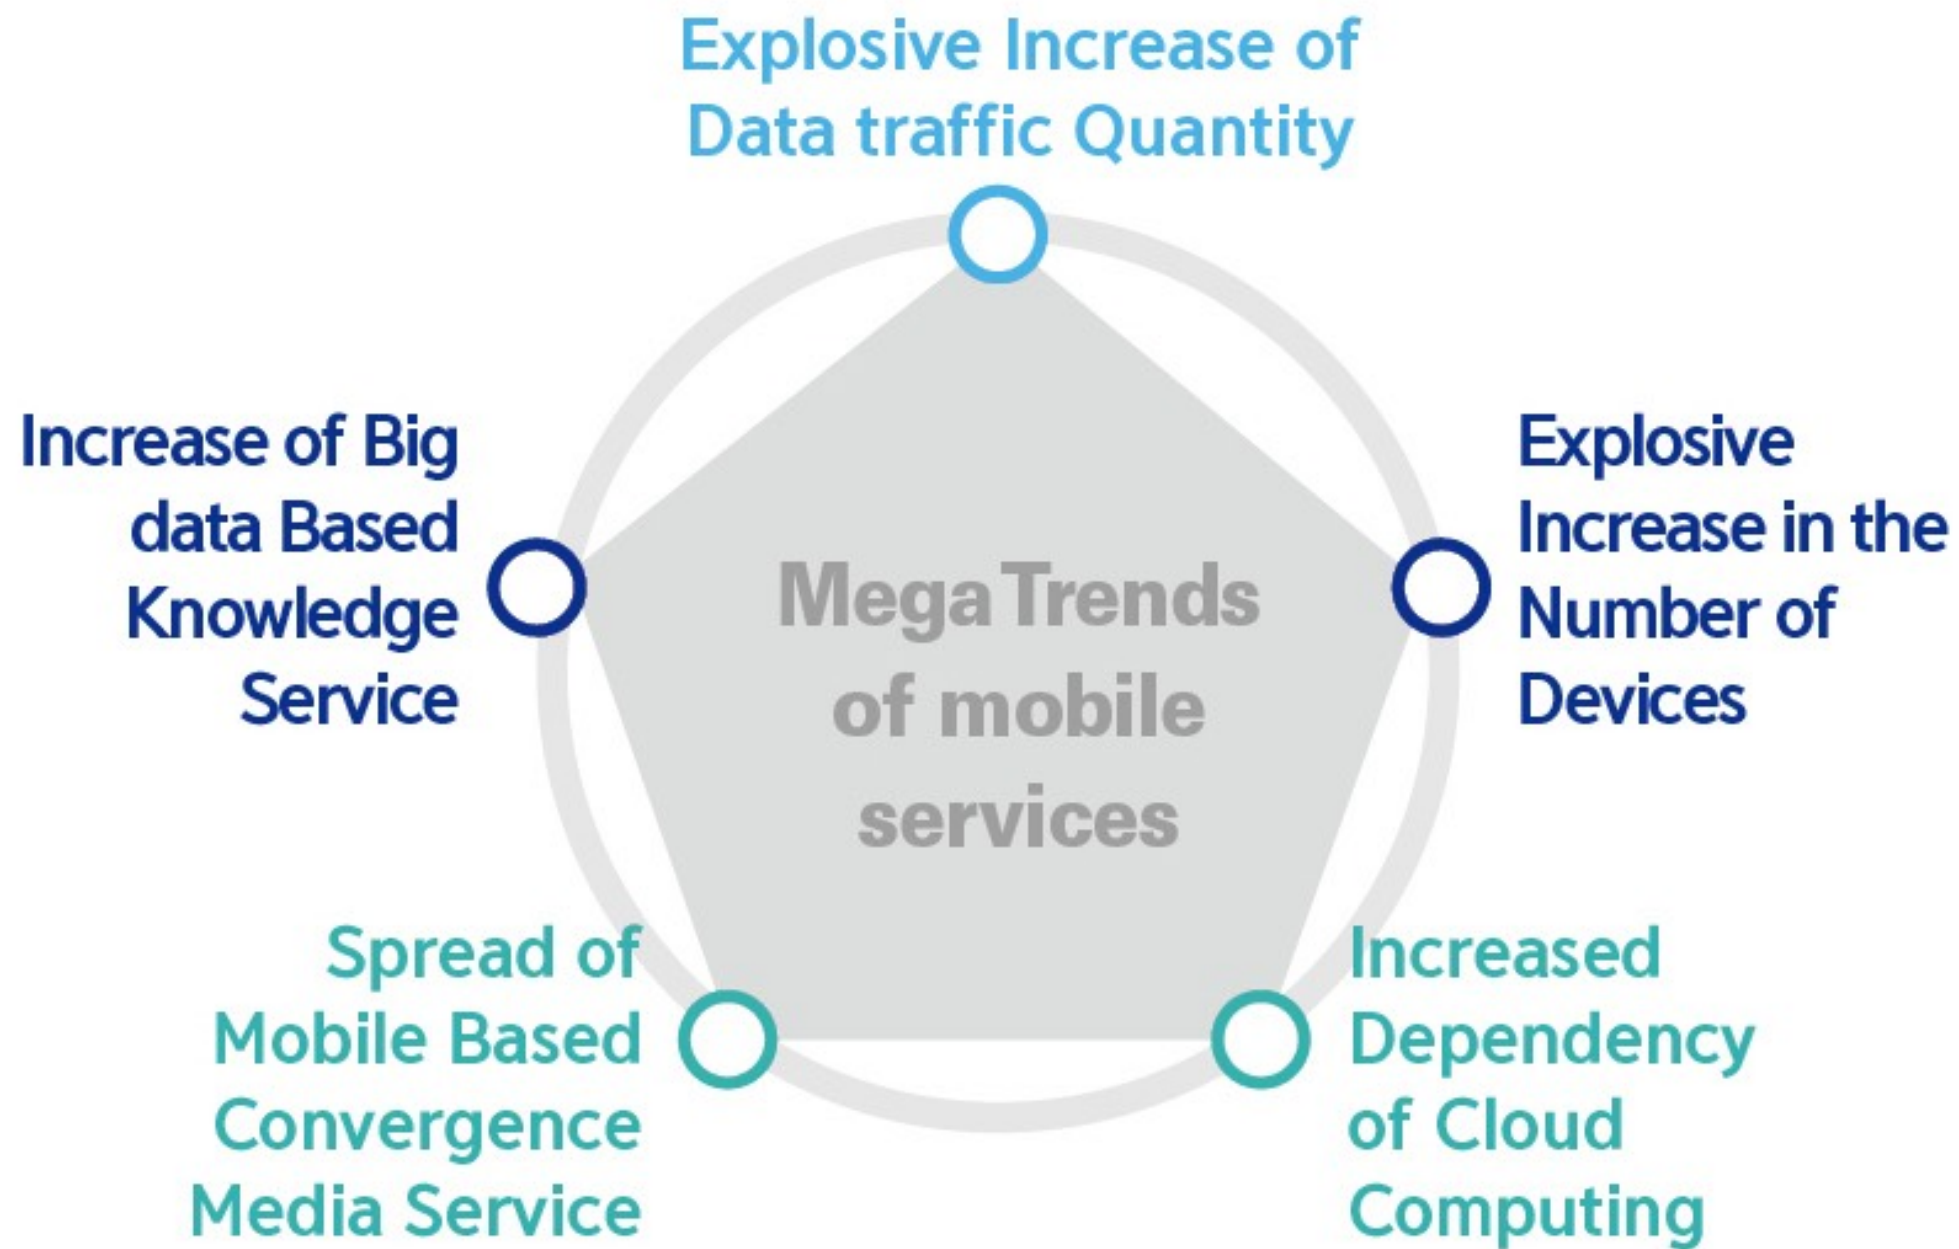 Explosive Increase of
Data traffic Quantity
Increase of Big
data Based
Knowledge
Service
Explosive
Increase in the
Number of
Devices
Mega Trends
of mobile
services
Spread of
Mobile Based
Convergence
Media Service
Increased
Dependency
of Cloud
Computing